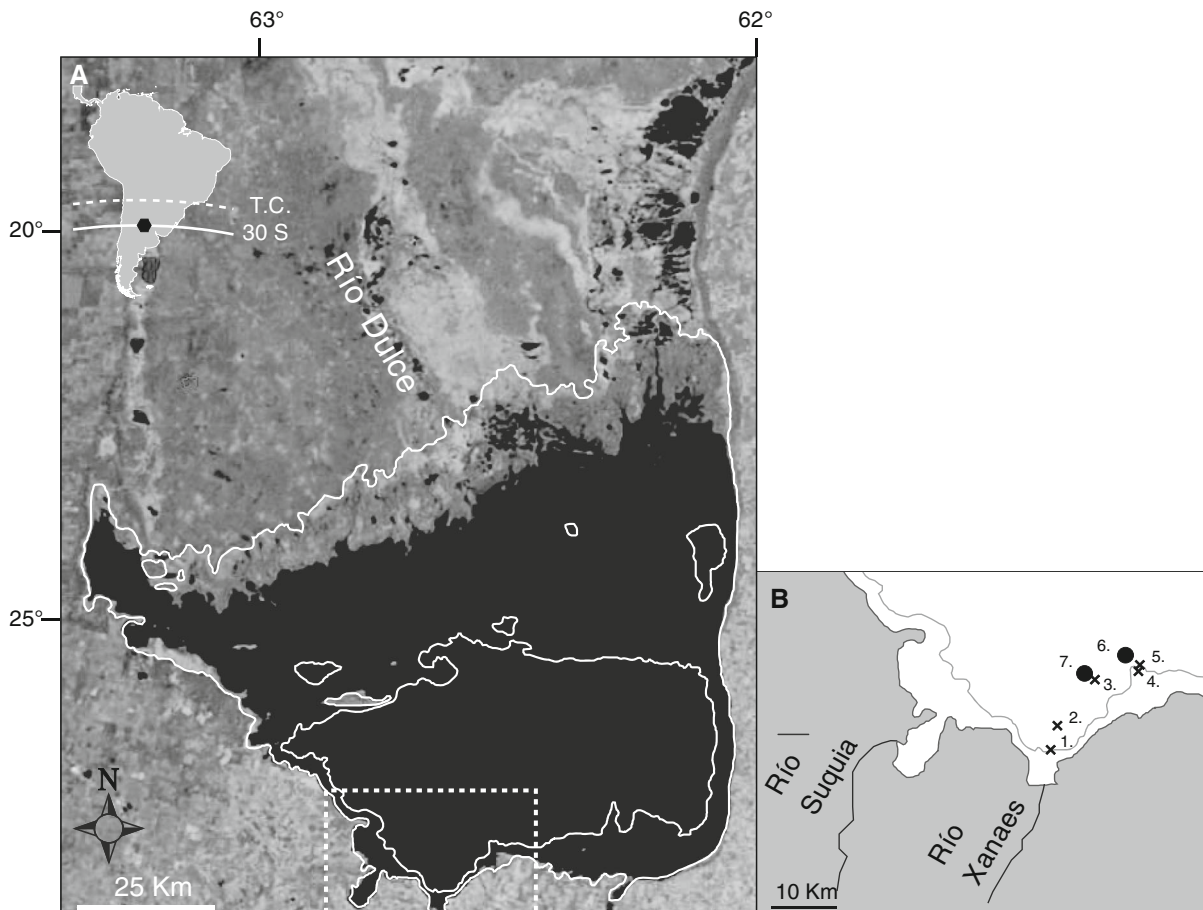 63°
62°
A
T.C.
20°
30 S
Río Dulce
25°
N
25 Km
B
7.
6.
5.
4.
3.
2.
1.
Río
Suquia
Río
Xanaes
10 Km